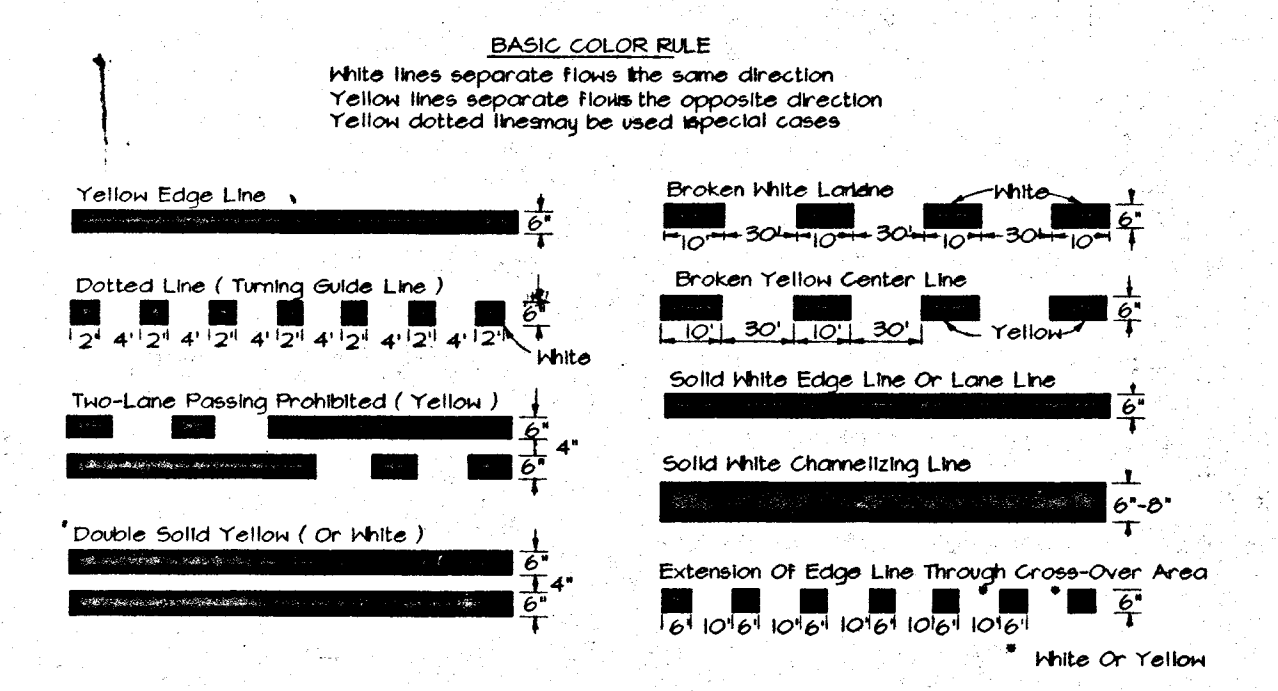 BASIC COLOR RULE
White lines separate flows the same direction
Yellow lines separate flows the opposite direction
Yellow dotted lines may be used special cases
Yellow Edge Line
6"
Dotted Line ( Turning Guide Line )
6"
2' 4' 2' 4' 2' 4' 2' 4' 2' 4' 2' 4' 2'
White
Two-Lane Passing Prohibited ( Yellow )
6"
4"
6"
Double Solid Yellow ( Or White )
6"
4"
6"
Broken White Line
White
6"
10' 30' 10' 30' 10' 30' 10'
Broken Yellow Center Line
6"
10' 30' 10' 30' Yellow
Solid White Edge Line Or Lane Line
6"
Solid White Channelizing Line
6"-8"
Extension Of Edge Line Through Cross-Over Area
* *
6"
6' 10' 6' 10' 6' 10' 6' 10' 6' 10' 6'
* White Or Yellow